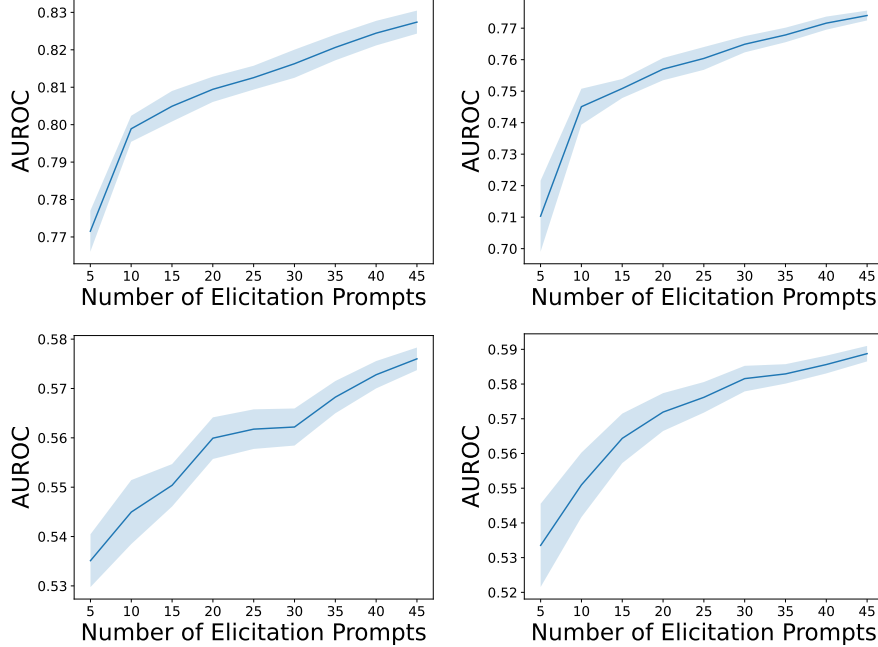 0.83
0.82
0.81
0.80
0.79
0.78
0.77
AUROC
5 10 15 20 25 30 35 40 45
Number of Elicitation Prompts
0.77
0.76
0.75
0.74
0.73
0.72
0.71
0.70
AUROC
5 10 15 20 25 30 35 40 45
Number of Elicitation Prompts
0.58
0.57
0.56
0.55
0.54
0.53
AUROC
5 10 15 20 25 30 35 40 45
Number of Elicitation Prompts
0.59
0.58
0.57
0.56
0.55
0.54
0.53
0.52
AUROC
5 10 15 20 25 30 35 40 45
Number of Elicitation Prompts